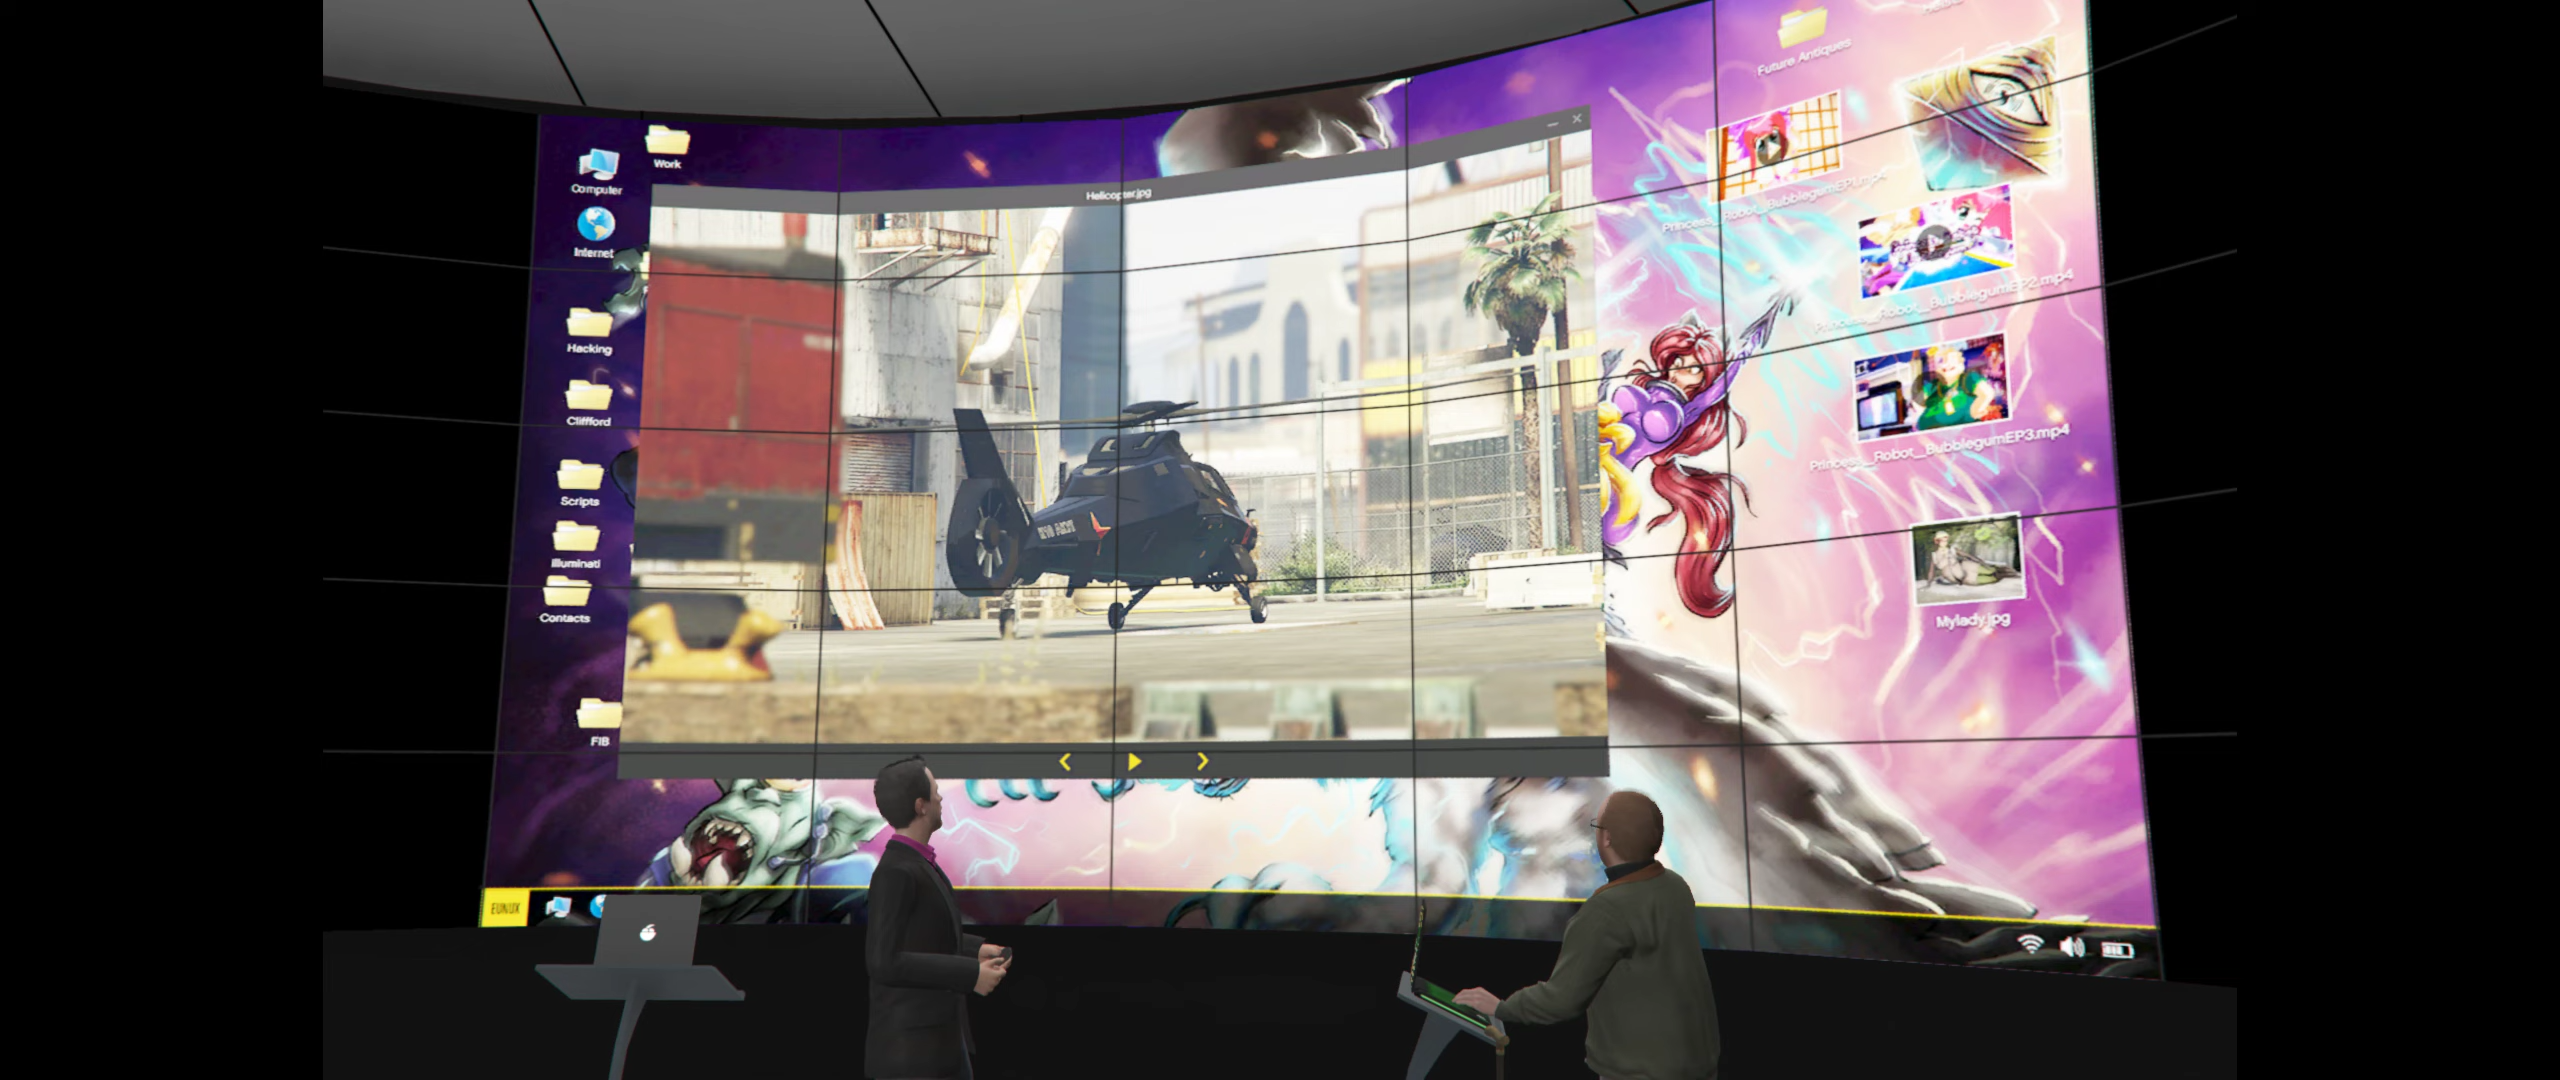 Work
Computer
Internet
Hacking
Cliffford
Scripts
Illuminati
Contacts
FIB
Helicopter.jpg
Future Antiques
Princess_Robot_BubblegumEP1.mp4
Princess_Robot_BubblegumEP2.mp4
Princess_Robot_BubblegumEP3.mp4
Mylady.jpg
EUNUX